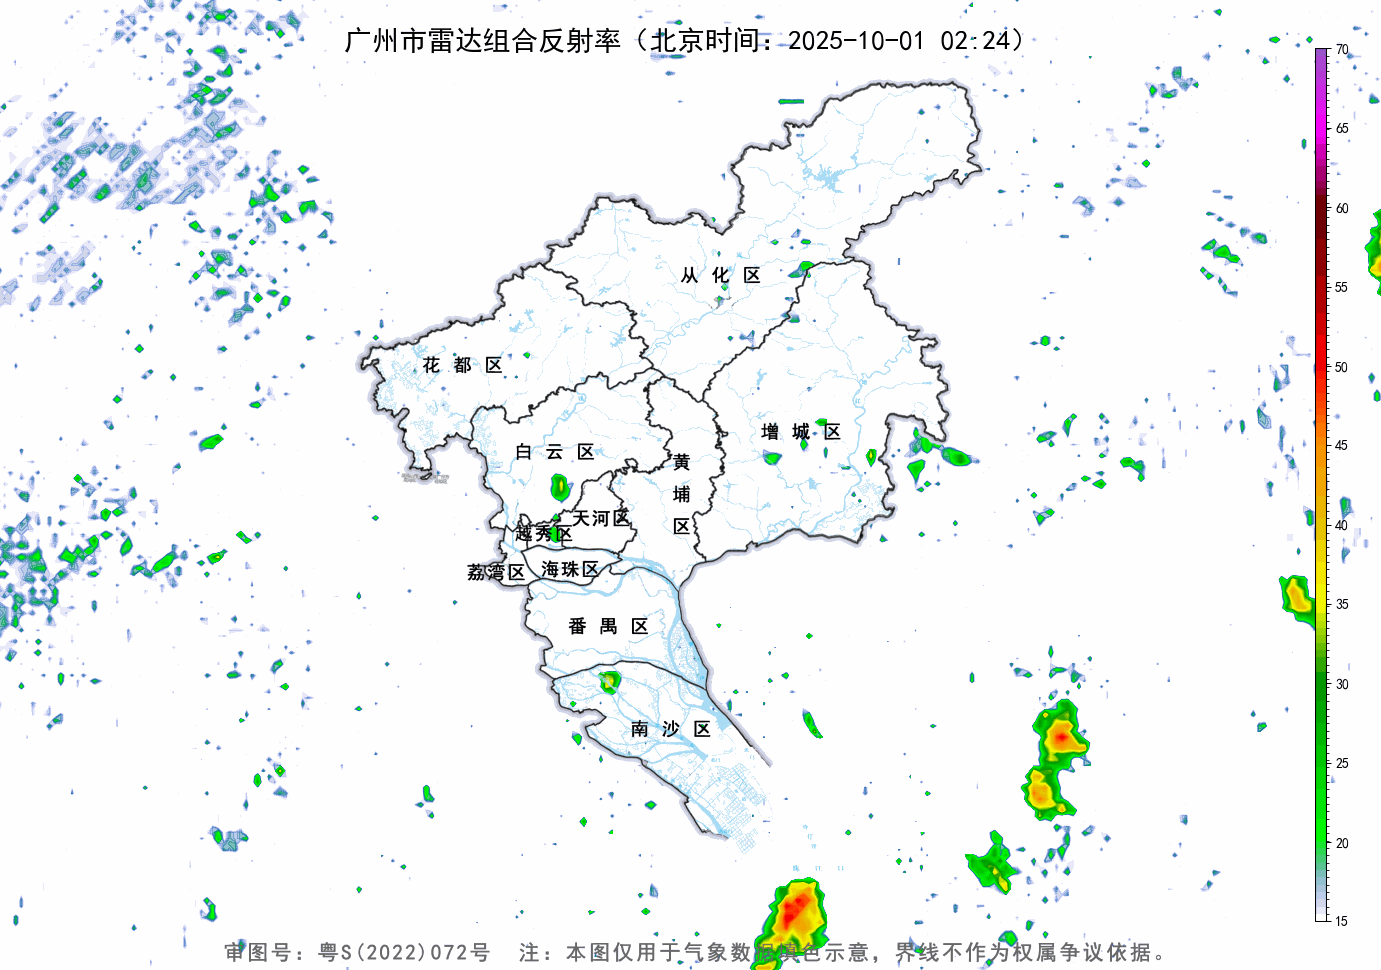 广州市雷达组合反射率（北京时间：2025-10-01 02:24）
70
65
60
55
50
45
40
35
30
25
20
15
从化区
花都区
增城区
白云区
黄埔区
天河区
越秀区
海珠区
荔湾区
番禺区
南沙区
审图号：粤S(2022)072号 注：本图仅用于气象数据填色示意，界线不作为权属争议依据。